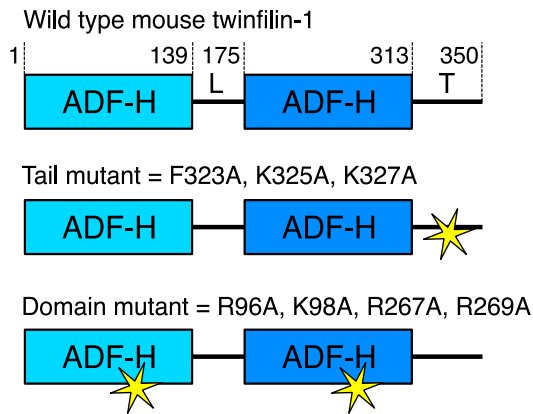 Wild type mouse twinfilin-1
1 139 175 313 350
L T
ADF-H ADF-H
Tail mutant = F323A, K325A, K327A
ADF-H ADF-H
Domain mutant = R96A, K98A, R267A, R269A
ADF-H ADF-H